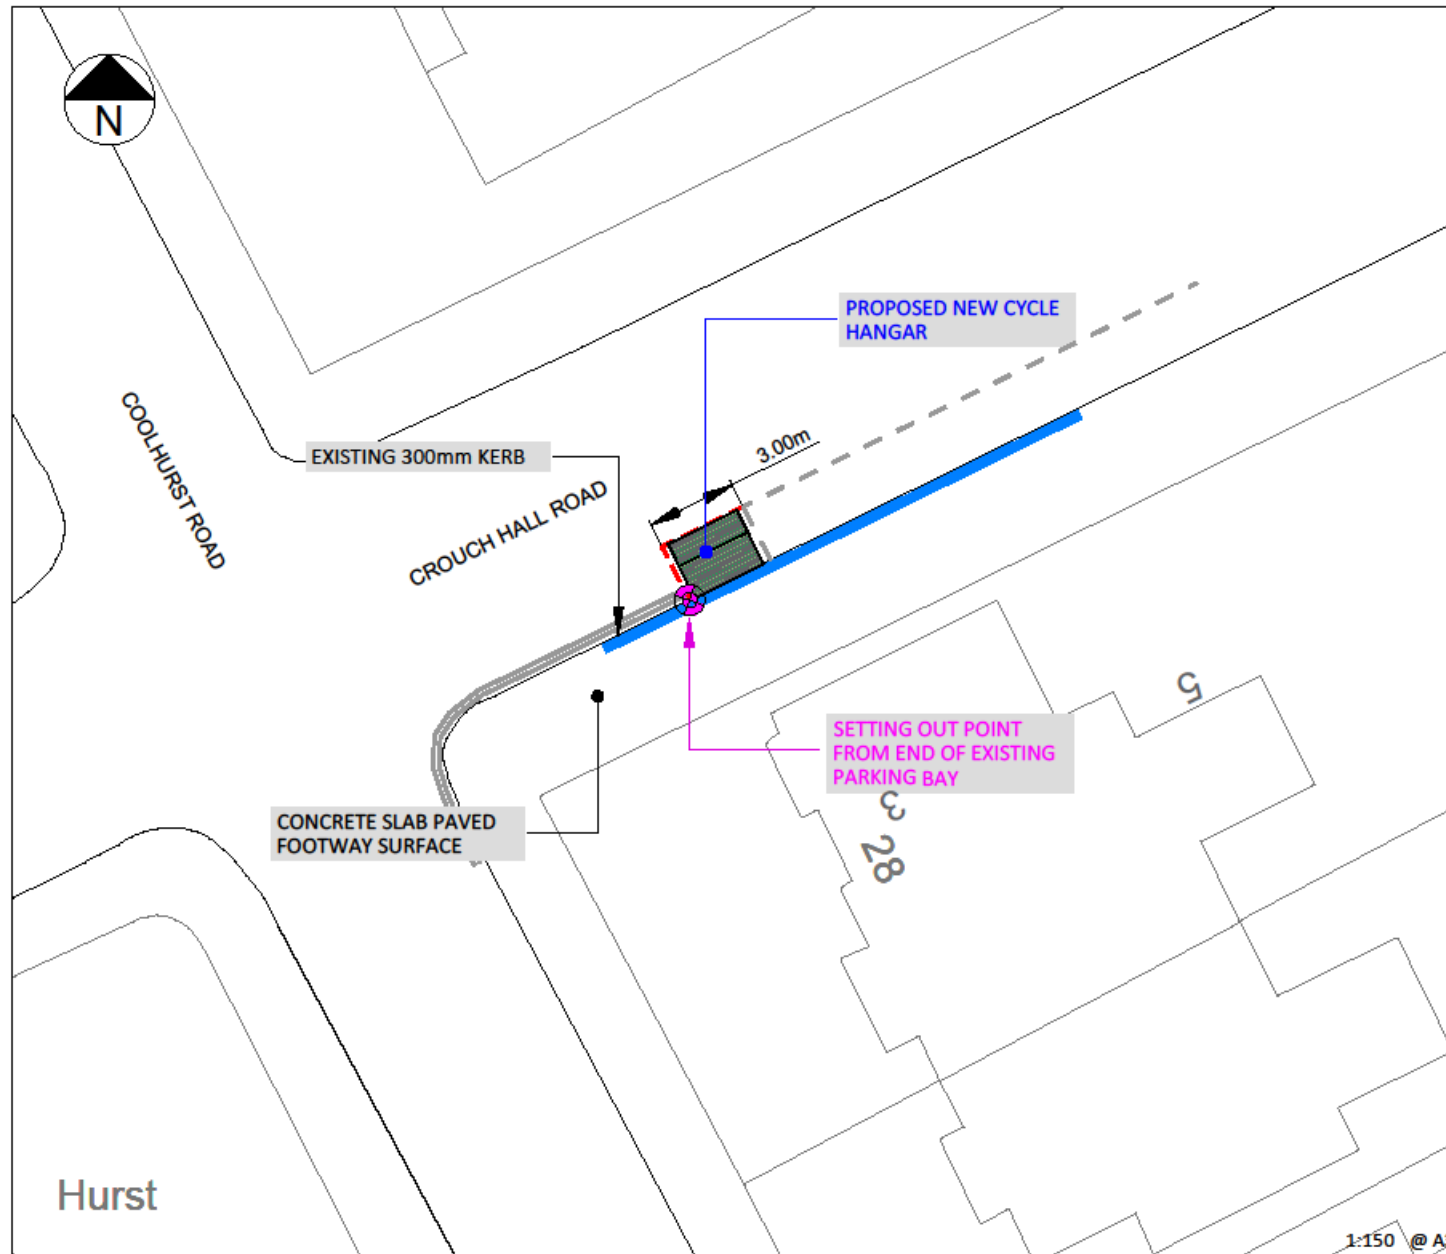 N
PROPOSED NEW CYCLE
HANGAR
COOLHURST ROAD
EXISTING 300mm KERB
3.00m
CROUCH HALL ROAD
5
SETTING OUT POINT
FROM END OF EXISTING
PARKING BAY
3
28
CONCRETE SLAB PAVED
FOOTWAY SURFACE
Hurst
1:150 @ A